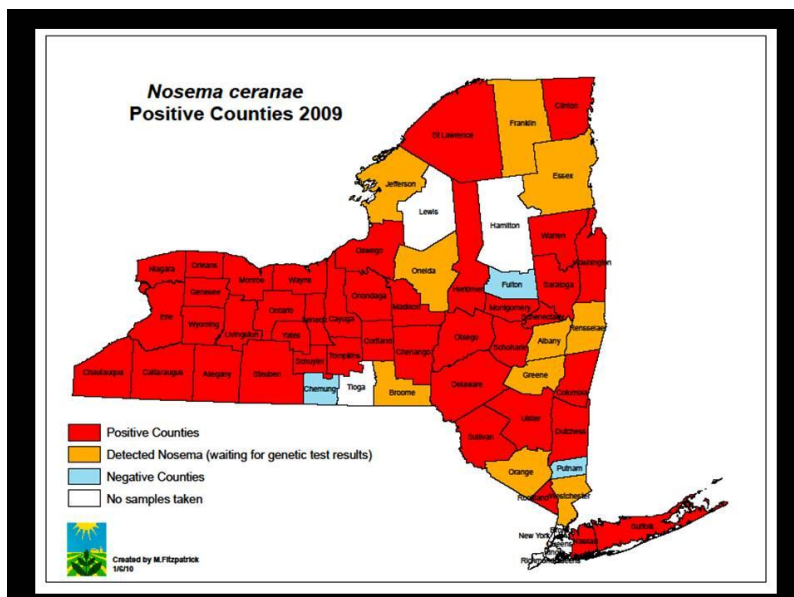 Nosema ceranae
Positive Counties 2009
Clinton
Franklin
St Lawrence
Essex
Jefferson
Lewis
Hamilton
Warren
Washington
Oswego
Oneida
Herkimer
Fulton
Saratoga
Niagara
Orleans
Monroe
Wayne
Genesee
Onondaga
Madison
Montgomery
Schenectady
Erie
Wyoming
Livingston
Ontario
Yates
Seneca
Cayuga
Cortland
Chenango
Otsego
Schoharie
Albany
Rensselaer
Chautauqua
Cattaraugus
Allegany
Steuben
Schuyler
Tompkins
Chemung
Tioga
Broome
Delaware
Greene
Columbia
Ulster
Dutchess
Sullivan
Orange
Putnam
Rockland
Westchester
New York
Queens
Nassau
Suffolk
Richmond
Positive Counties
Detected Nosema (waiting for genetic test results)
Negative Counties
No samples taken
Created by M.Fitzpatrick
1/6/10